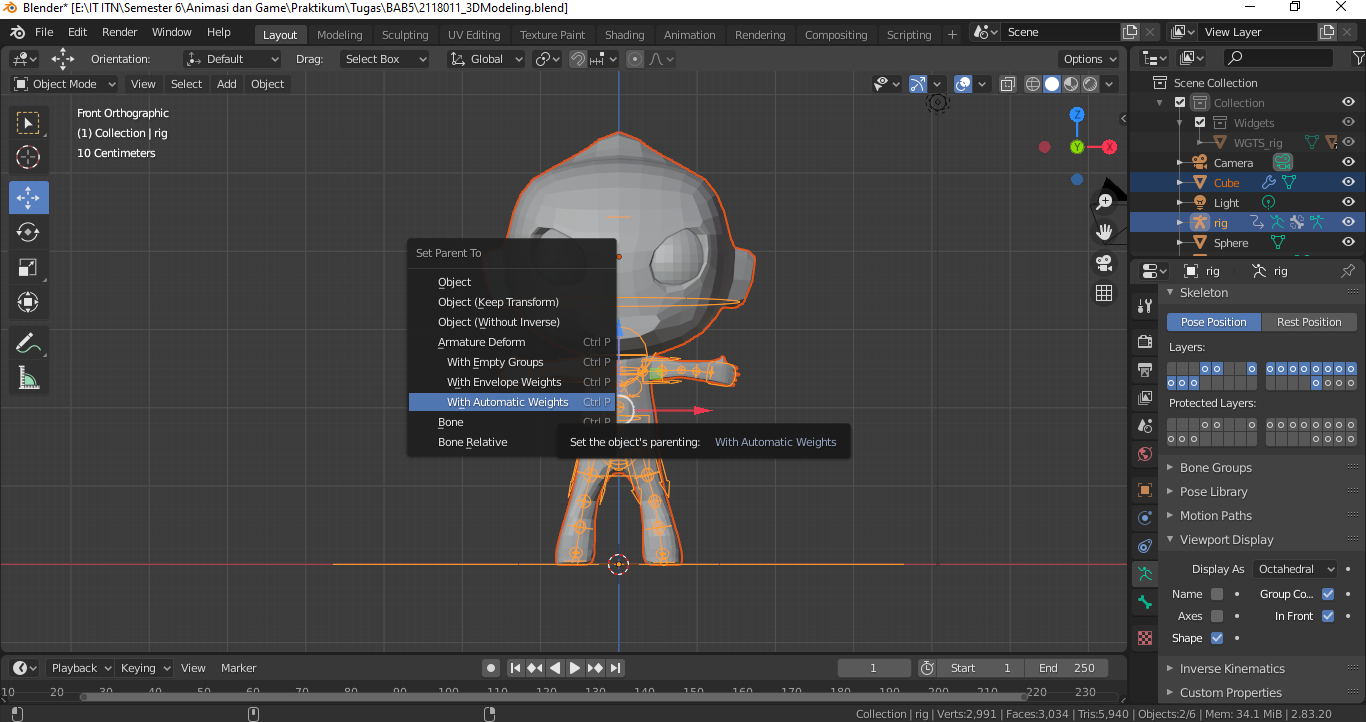 Blender* [E:\IT ITN\Semester 6\Animasi dan Game\Praktikum\Tugas\BAB5\2118011_3DModeling.blend]
File Edit Render Window Help Layout Modeling Sculpting UV Editing Texture Paint Shading Animation Rendering Compositing Scripting + Scene View Layer
Orientation: Default Drag: Select Box Global Options
Object Mode View Select Add Object
Front Orthographic
(1) Collection | rig
10 Centimeters
Z
Y
X
Set Parent To
Object
Object (Keep Transform)
Object (Without Inverse)
Armature Deform Ctrl P
With Empty Groups Ctrl P
With Envelope Weights Ctrl P
With Automatic Weights Ctrl P
Bone Ctrl P
Bone Relative
Set the object's parenting: With Automatic Weights
Scene Collection
Collection
Widgets
WGTS_rig
Camera
Cube
Light
rig
Sphere
rig rig
Skeleton
Pose Position Rest Position
Layers:
Protected Layers:
Bone Groups
Pose Library
Motion Paths
Viewport Display
Display As Octahedral
Name Group Co...
Axes In Front
Shape
Inverse Kinematics
Custom Properties
Playback Keying View Marker 1 Start 1 End 250
10 20 30 40 50 60 70 80 90 100 110 120 130 140 150 160 170 180 190 200 210 220 230
Collection | rig | Verts:2,991 | Faces:3,034 | Tris:5,940 | Objects:2/6 | Mem: 34.1 MiB | 2.83.20